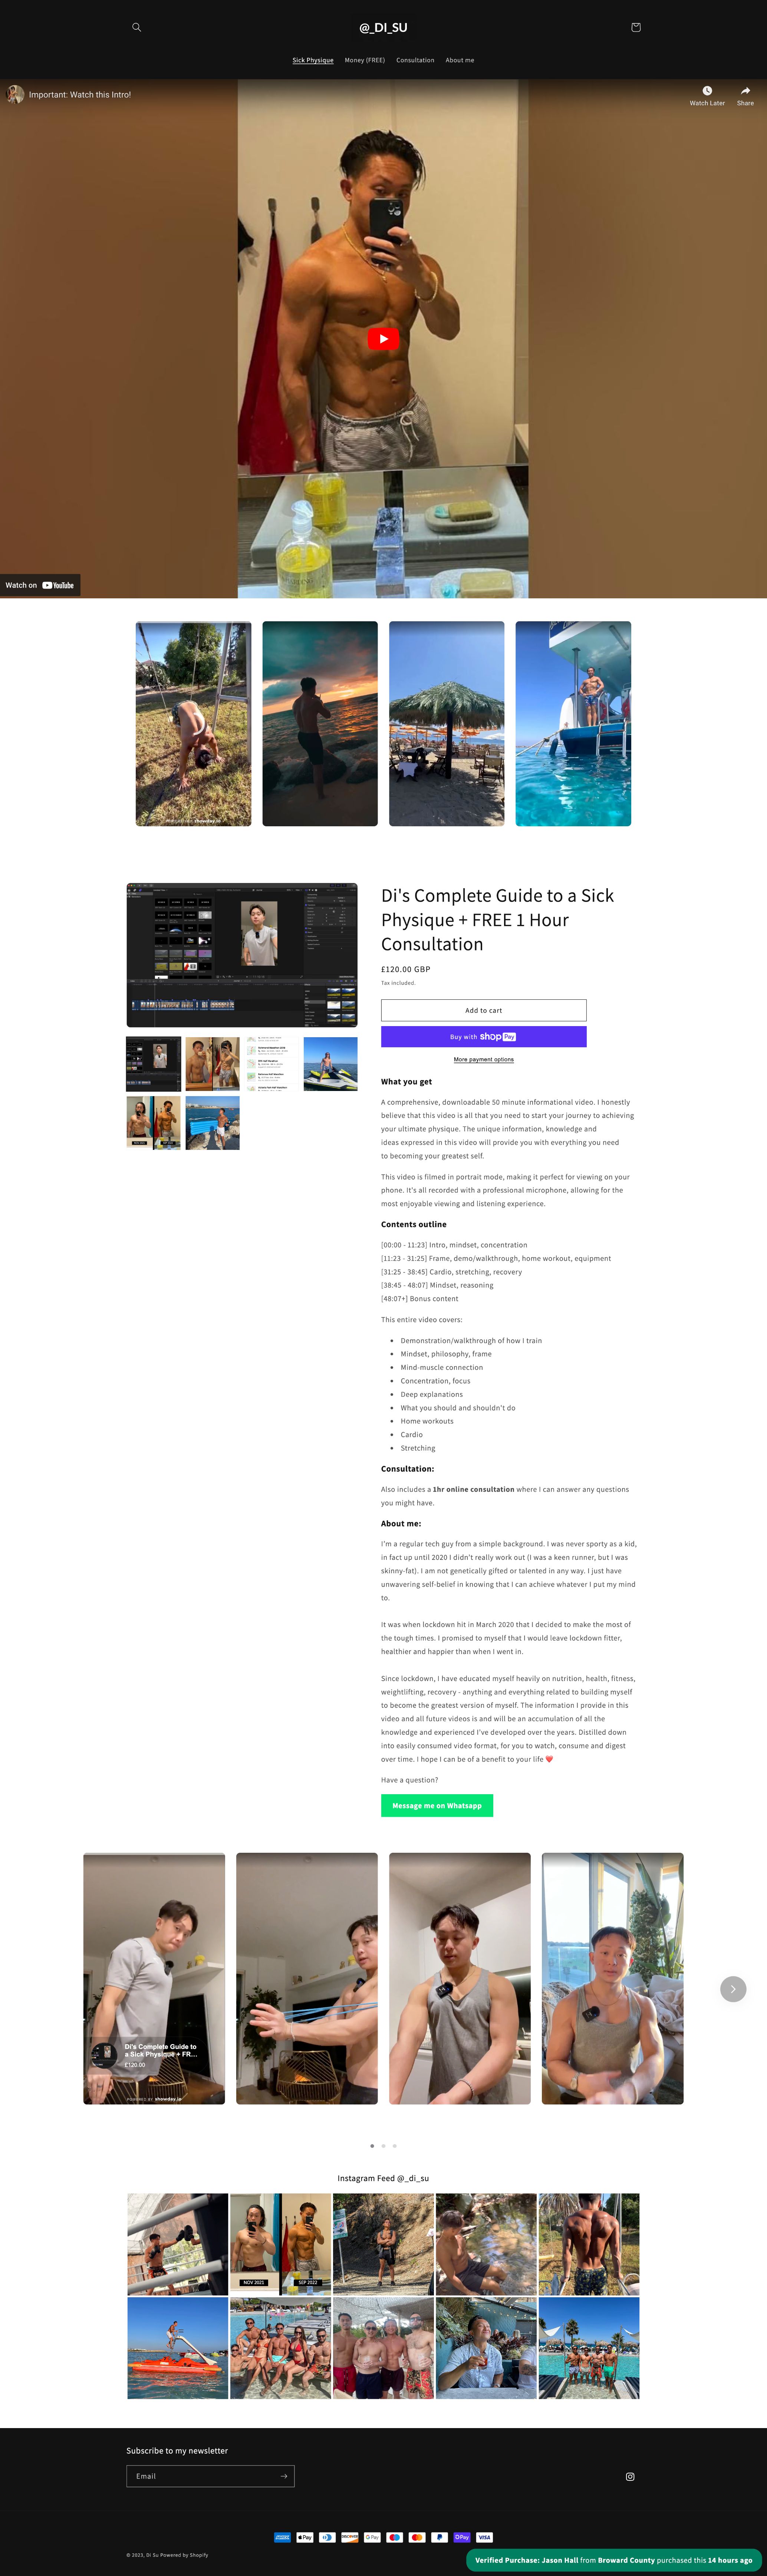 @_DI_SU
Sick Physique Money (FREE) Consultation About me
Important: Watch this Intro!
Watch Later Share
Watch on YouTube
Di's Complete Guide to a Sick
Physique + FREE 1 Hour
Consultation
£120.00 GBP
Tax included.
Add to cart
Buy with shop Pay
More payment options
What you get
A comprehensive, downloadable 50 minute informational video. I honestly
believe that this video is all that you need to start your journey to achieving
your ultimate physique. The unique information, knowledge and
ideas expressed in this video will provide you with everything you need
to becoming your greatest self.
This video is filmed in portrait mode, making it perfect for viewing on your
phone. It's all recorded with a professional microphone, allowing for the
most enjoyable viewing and listening experience.
Contents outline
[00:00 - 11:23] Intro, mindset, concentration
[11:23 - 31:25] Frame, demo/walkthrough, home workout, equipment
[31:25 - 38:45] Cardio, stretching, recovery
[38:45 - 48:07] Mindset, reasoning
[48:07+] Bonus content
This entire video covers:
• Demonstration/walkthrough of how I train
• Mindset, philosophy, frame
• Mind-muscle connection
• Concentration, focus
• Deep explanations
• What you should and shouldn't do
• Home workouts
• Cardio
• Stretching
Consultation:
Also includes a 1hr online consultation where I can answer any questions
you might have.
About me:
I'm a regular tech guy from a simple background. I was never sporty as a kid,
in fact up until 2020 I didn't really work out (I was a keen runner, but I was
skinny-fat). I am not genetically gifted or talented in any way. I just have
unwavering self-belief in knowing that I can achieve whatever I put my mind
to.
It was when lockdown hit in March 2020 that I decided to make the most of
the tough times. I promised to myself that I would leave lockdown fitter,
healthier and happier than when I went in.
Since lockdown, I have educated myself heavily on nutrition, health, fitness,
weightlifting, recovery - anything and everything related to building myself
to become the greatest version of myself. The information I provide in this
video and all future videos is and will be an accumulation of all the
knowledge and experienced I've developed over the years. Distilled down
into easily consumed video format, for you to watch, consume and digest
over time. I hope I can be of a benefit to your life ❤️
Have a question?
Message me on Whatsapp
Di's Complete Guide to
a Sick Physique + FR...
£120.00
POWERED BY showday.io
Instagram Feed @_di_su
NOV 2021 SEP 2022
Subscribe to my newsletter
Email
© 2023, Di Su Powered by Shopify
Verified Purchase: Jason Hall from Broward County purchased this 14 hours ago